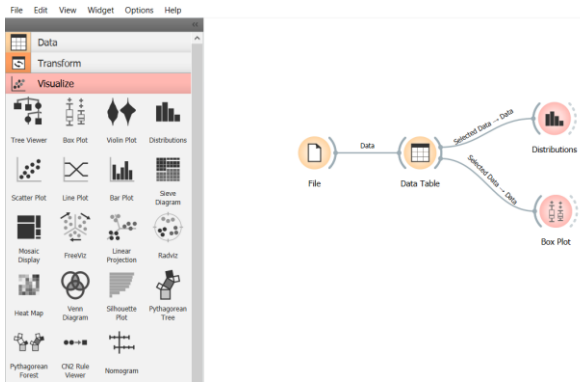 File Edit View Widget Options Help
Data
Transform
Visualize
Tree Viewer Box Plot Violin Plot Distributions
Scatter Plot Line Plot Bar Plot Sieve
Diagram
Mosaic
Display FreeViz Linear
Projection Radviz
Heat Map Venn
Diagram Silhouette
Plot Pythagorean
Tree
Pythagorean
Forest CN2 Rule
Viewer Nomogram
File
Data
Data Table
Selected Data → Data
Distributions
Selected Data → Data
Box Plot